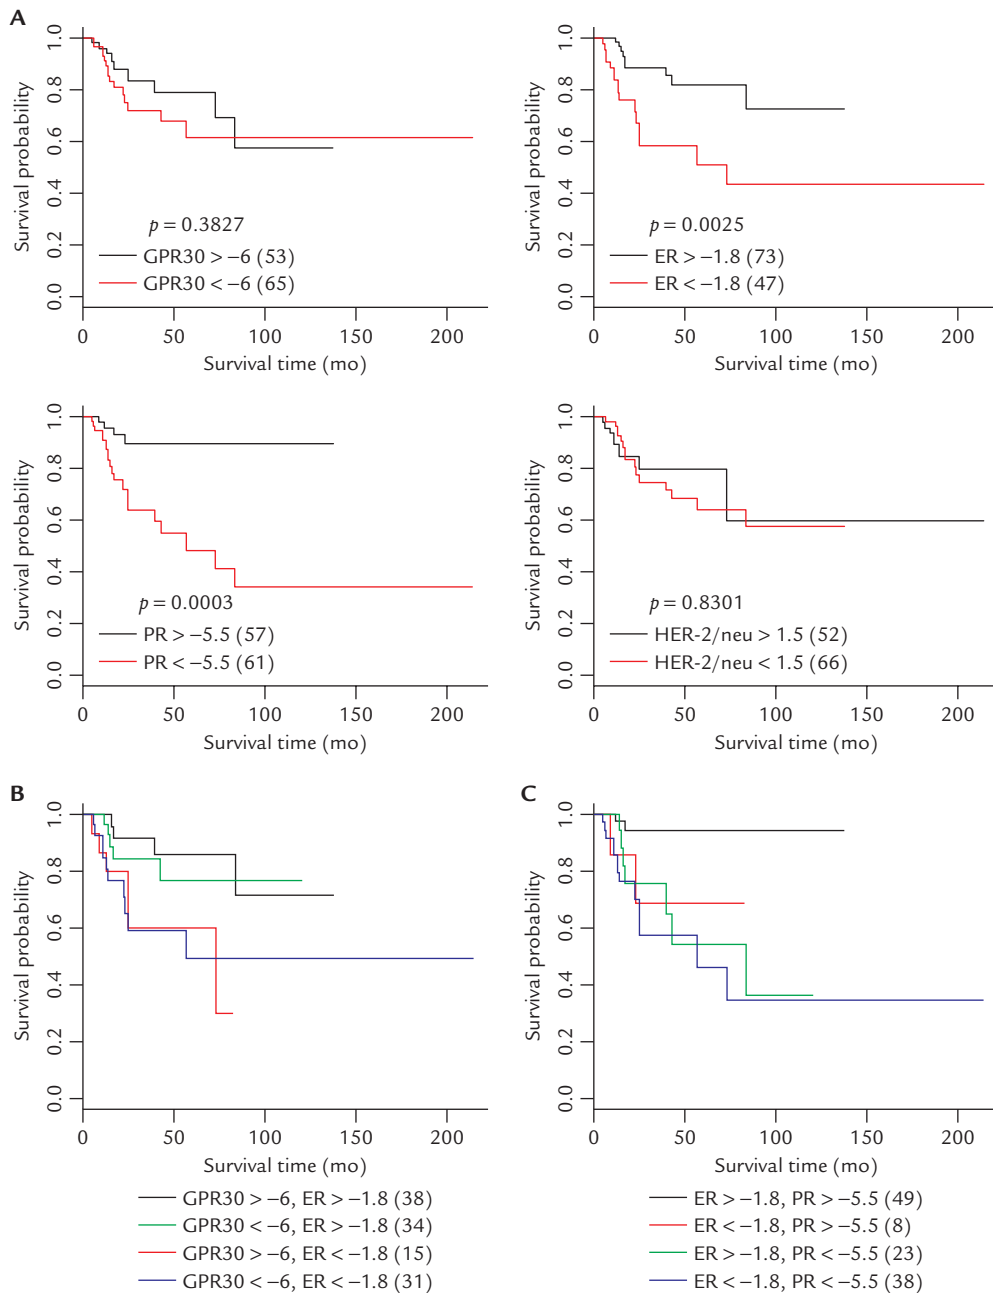 A
1.0
0.8
0.6
0.4
0.2
0.0
Survival probability
p = 0.3827
GPR30 > −6 (53)
GPR30 < −6 (65)
0 50 100 150 200
Survival time (mo)
1.0
0.8
0.6
0.4
0.2
0.0
Survival probability
p = 0.0025
ER > −1.8 (73)
ER < −1.8 (47)
0 50 100 150 200
Survival time (mo)
1.0
0.8
0.6
0.4
0.2
0.0
Survival probability
p = 0.0003
PR > −5.5 (57)
PR < −5.5 (61)
0 50 100 150 200
Survival time (mo)
1.0
0.8
0.6
0.4
0.2
0.0
Survival probability
p = 0.8301
HER-2/neu > 1.5 (52)
HER-2/neu < 1.5 (66)
0 50 100 150 200
Survival time (mo)
B
1.0
0.8
0.6
0.4
0.2
0.0
Survival probability
0 50 100 150 200
Survival time (mo)
GPR30 > −6, ER > −1.8 (38)
GPR30 < −6, ER > −1.8 (34)
GPR30 > −6, ER < −1.8 (15)
GPR30 < −6, ER < −1.8 (31)
C
1.0
0.8
0.6
0.4
0.2
0.0
Survival probability
0 50 100 150 200
Survival time (mo)
ER > −1.8, PR > −5.5 (49)
ER < −1.8, PR > −5.5 (8)
ER > −1.8, PR < −5.5 (23)
ER < −1.8, PR < −5.5 (38)